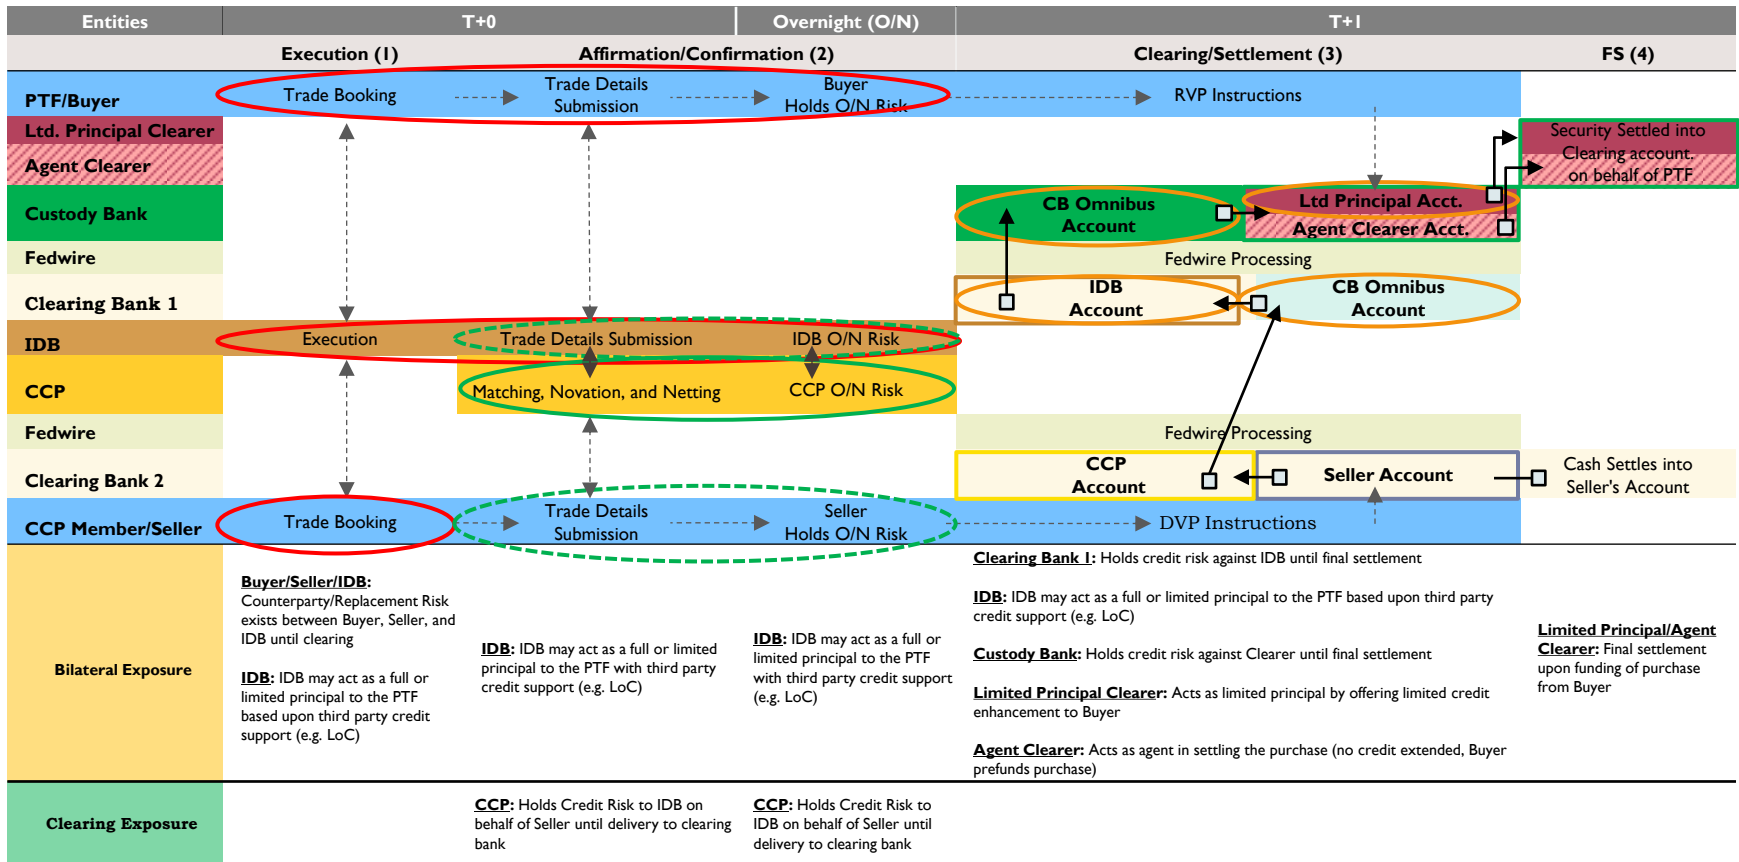 Entities
T+0
Overnight (O/N)
T+1
Execution (1)
Affirmation/Confirmation (2)
Clearing/Settlement (3)
FS (4)
PTF/Buyer
Trade Booking
Trade Details
Submission
Buyer
Holds O/N Risk
RVP Instructions
Ltd. Principal Clearer
Agent Clearer
Security Settled into
Clearing account.
on behalf of PTF
Custody Bank
CB Omnibus
Account
Ltd Principal Acct.
Agent Clearer Acct.
Fedwire
Fedwire Processing
Clearing Bank 1
IDB
Account
CB Omnibus
Account
IDB
Execution
Trade Details Submission
IDB O/N Risk
CCP
Matching, Novation, and Netting
CCP O/N Risk
Fedwire
Fedwire Processing
Clearing Bank 2
CCP
Account
Seller Account
Cash Settles into
Seller's Account
CCP Member/Seller
Trade Booking
Trade Details
Submission
Seller
Holds O/N Risk
DVP Instructions
Bilateral Exposure
Buyer/Seller/IDB:
Counterparty/Replacement Risk
exists between Buyer, Seller, and
IDB until clearing
IDB: IDB may act as a full or
limited principal to the PTF
based upon third party credit
support (e.g. LoC)
IDB: IDB may act as a full or limited
principal to the PTF with third party
credit support (e.g. LoC)
IDB: IDB may act as a full or
limited principal to the PTF
with third party credit support
(e.g. LoC)
Clearing Bank 1: Holds credit risk against IDB until final settlement
IDB: IDB may act as a full or limited principal to the PTF based upon third party
credit support (e.g. LoC)
Custody Bank: Holds credit risk against Clearer until final settlement
Limited Principal Clearer: Acts as limited principal by offering limited credit
enhancement to Buyer
Agent Clearer: Acts as agent in settling the purchase (no credit extended, Buyer
prefunds purchase)
Limited Principal/Agent
Clearer: Final settlement
upon funding of purchase
from Buyer
Clearing Exposure
CCP: Holds Credit Risk to IDB on
behalf of Seller until delivery to clearing
bank
CCP: Holds Credit Risk to
IDB on behalf of Seller until
delivery to clearing bank